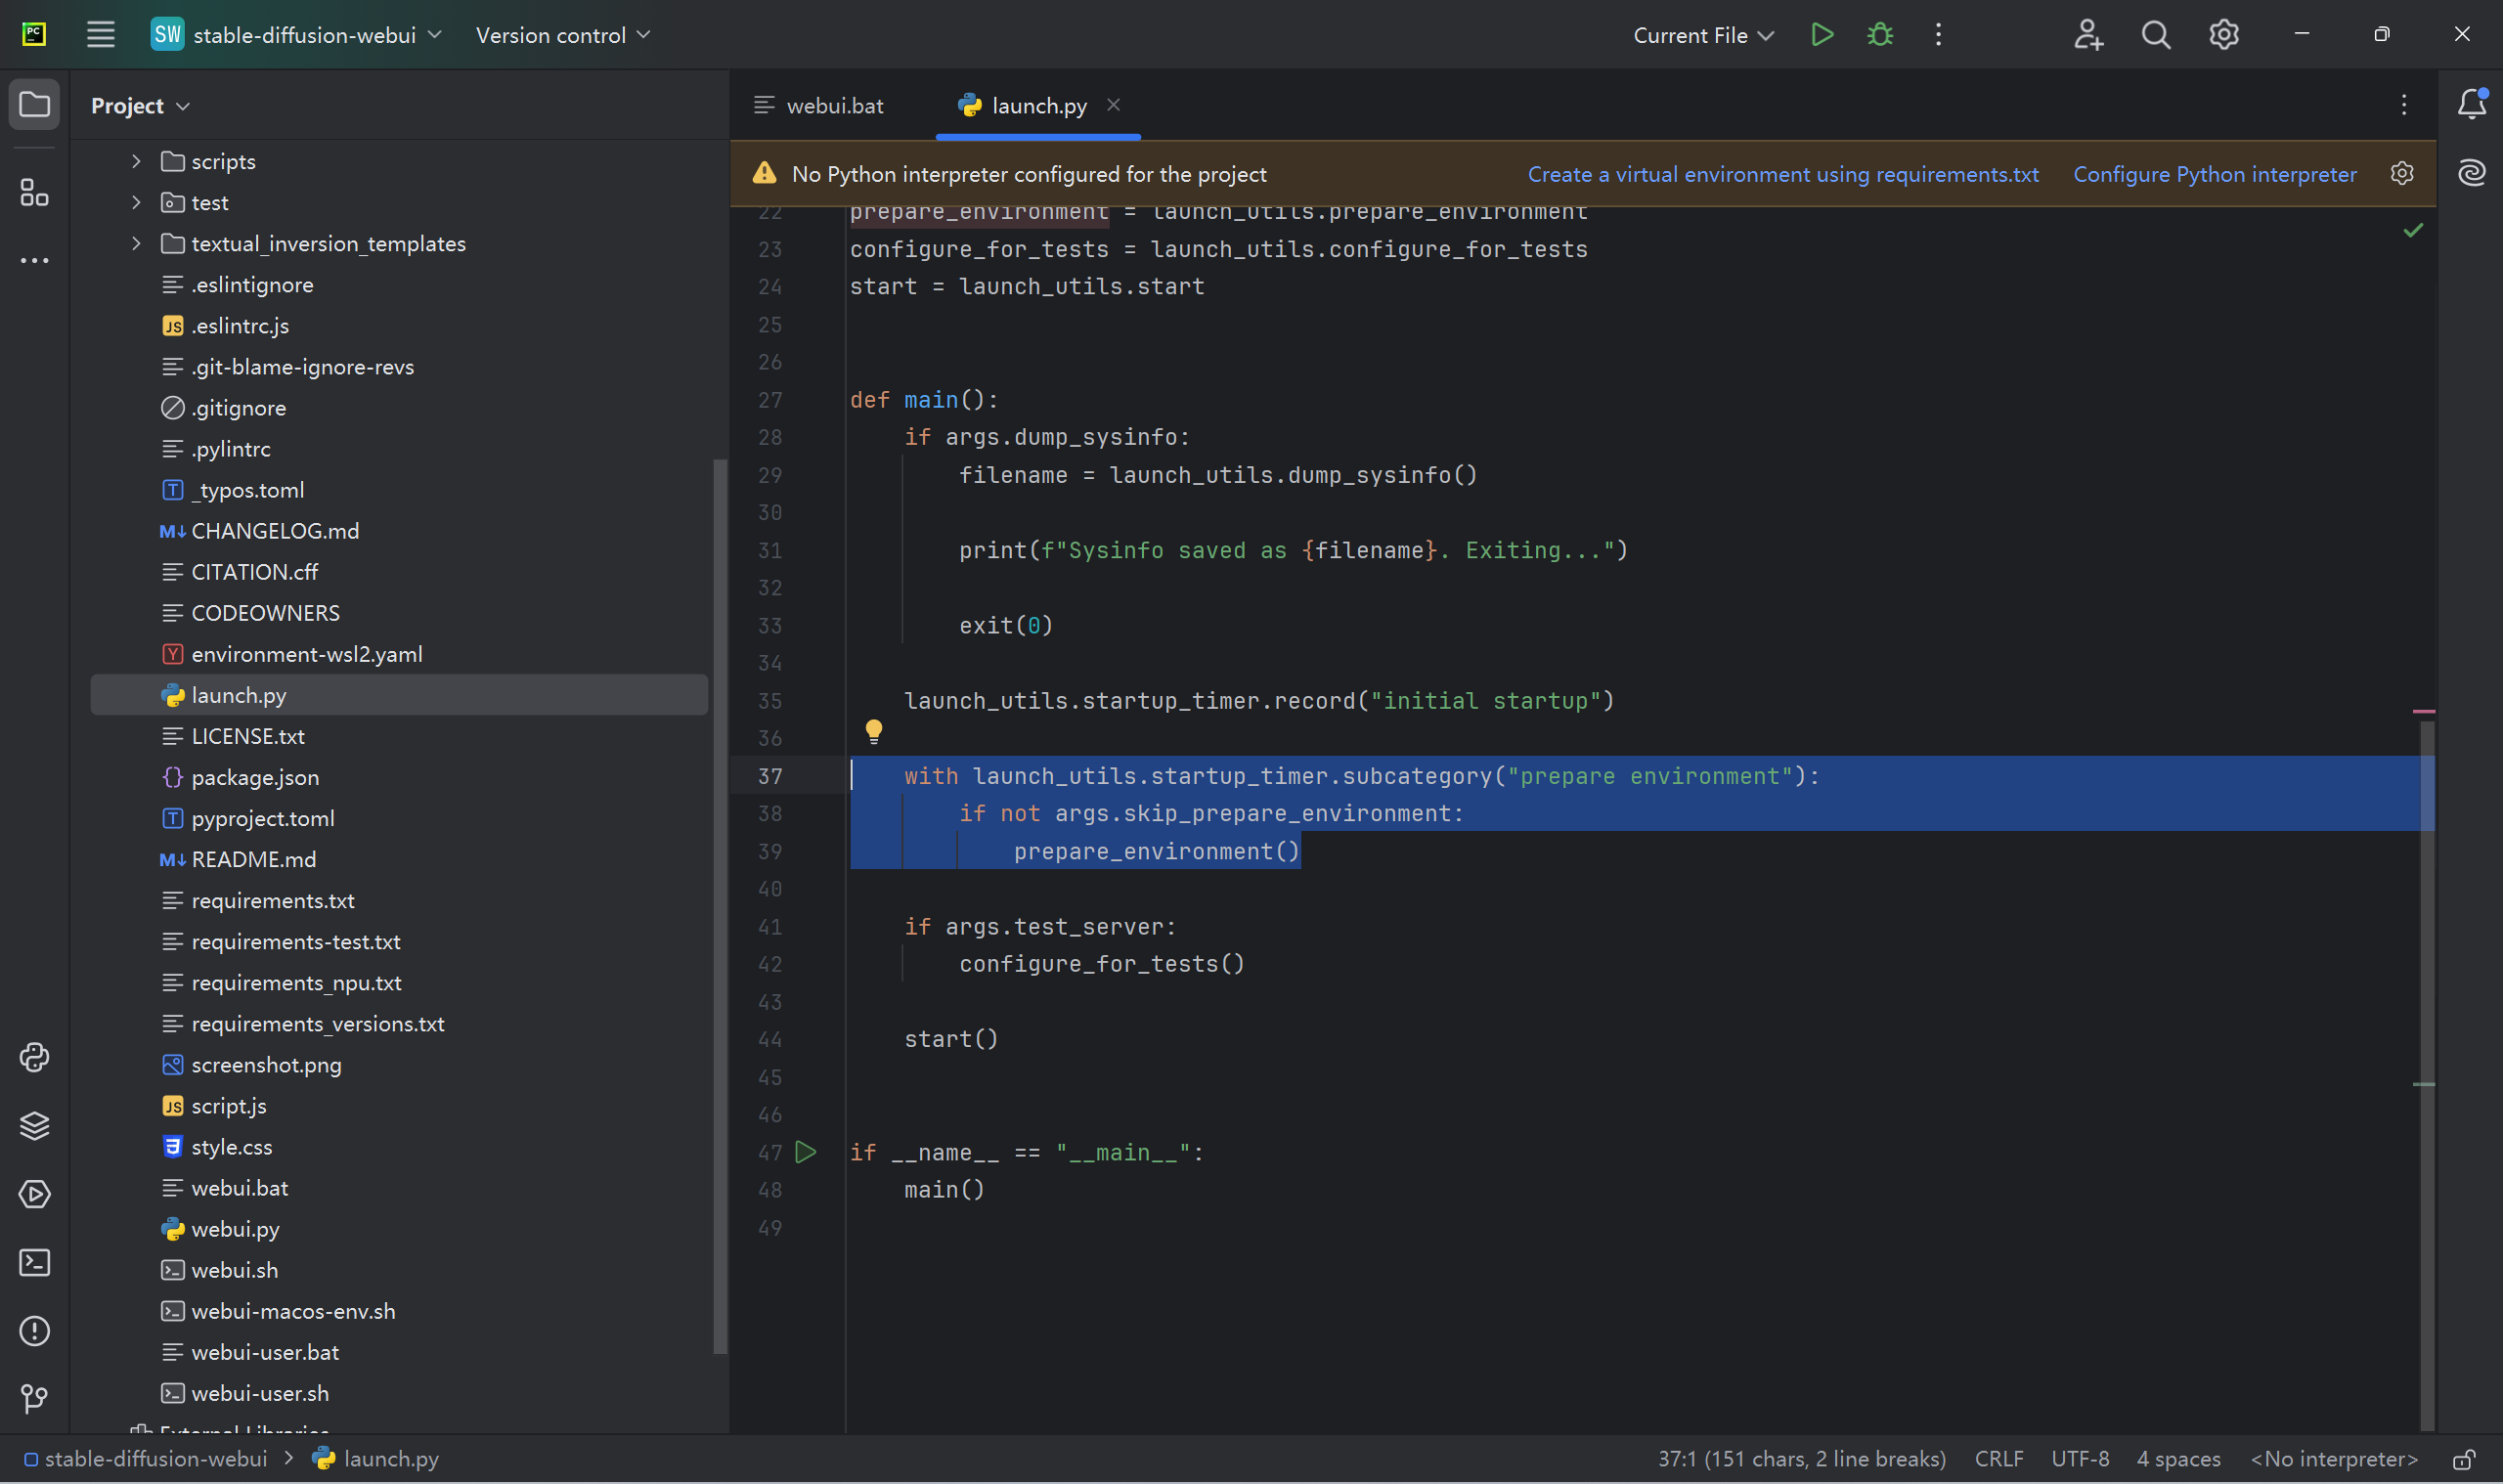 PC
SW stable-diffusion-webui Version control Current File
Project
webui.bat launch.py
No Python interpreter configured for the project Create a virtual environment using requirements.txt Configure Python interpreter
scripts
test
textual_inversion_templates
.eslintignore
JS .eslintrc.js
.git-blame-ignore-revs
.gitignore
.pylintrc
T _typos.toml
M↓ CHANGELOG.md
CITATION.cff
CODEOWNERS
Y environment-wsl2.yaml
launch.py
LICENSE.txt
{} package.json
T pyproject.toml
M↓ README.md
requirements.txt
requirements-test.txt
requirements_npu.txt
requirements_versions.txt
screenshot.png
JS script.js
style.css
webui.bat
webui.py
webui.sh
webui-macos-env.sh
webui-user.bat
webui-user.sh
External Libraries
22 prepare_environment = launch_utils.prepare_environment
23 configure_for_tests = launch_utils.configure_for_tests
24 start = launch_utils.start
25
26
27 def main():
28 if args.dump_sysinfo:
29 filename = launch_utils.dump_sysinfo()
30
31 print(f"Sysinfo saved as {filename}. Exiting...")
32
33 exit(0)
34
35 launch_utils.startup_timer.record("initial startup")
36
37 with launch_utils.startup_timer.subcategory("prepare environment"):
38 if not args.skip_prepare_environment:
39 prepare_environment()
40
41 if args.test_server:
42 configure_for_tests()
43
44 start()
45
46
47 if __name__ == "__main__":
48 main()
49
stable-diffusion-webui > launch.py 37:1 (151 chars, 2 line breaks) CRLF UTF-8 4 spaces <No interpreter>